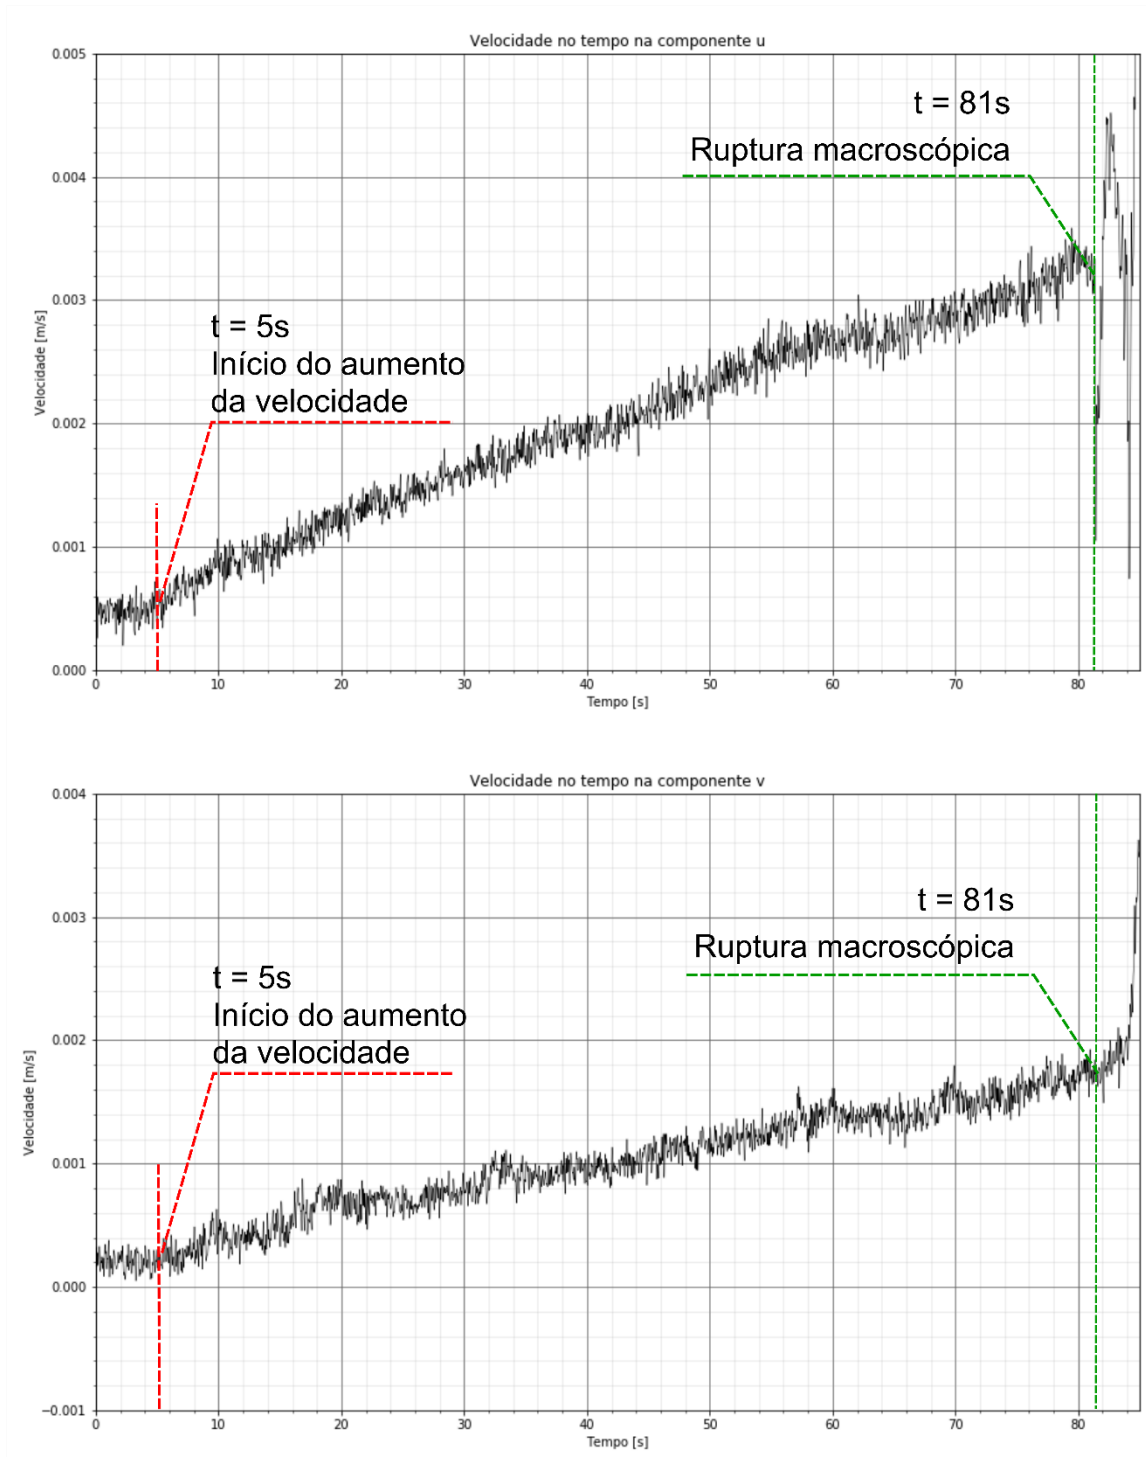 Velocidade no tempo na componente u
0.005
0.004
0.003
0.002
0.001
0.000
Velocidade [m/s]
t = 81s
Ruptura macroscópica
t = 5s
Início do aumento
da velocidade
0 10 20 30 40 50 60 70 80
Tempo [s]
Velocidade no tempo na componente v
0.004
0.003
0.002
0.001
0.000
−0.001
Velocidade [m/s]
t = 81s
Ruptura macroscópica
t = 5s
Início do aumento
da velocidade
0 10 20 30 40 50 60 70 80
Tempo [s]